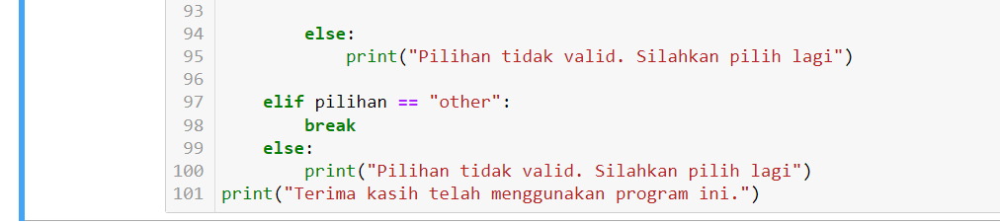 93
94         else:
95             print("Pilihan tidak valid. Silahkan pilih lagi")
96
97     elif pilihan == "other":
98         break
99     else:
100         print("Pilihan tidak valid. Silahkan pilih lagi")
101 print("Terima kasih telah menggunakan program ini.")